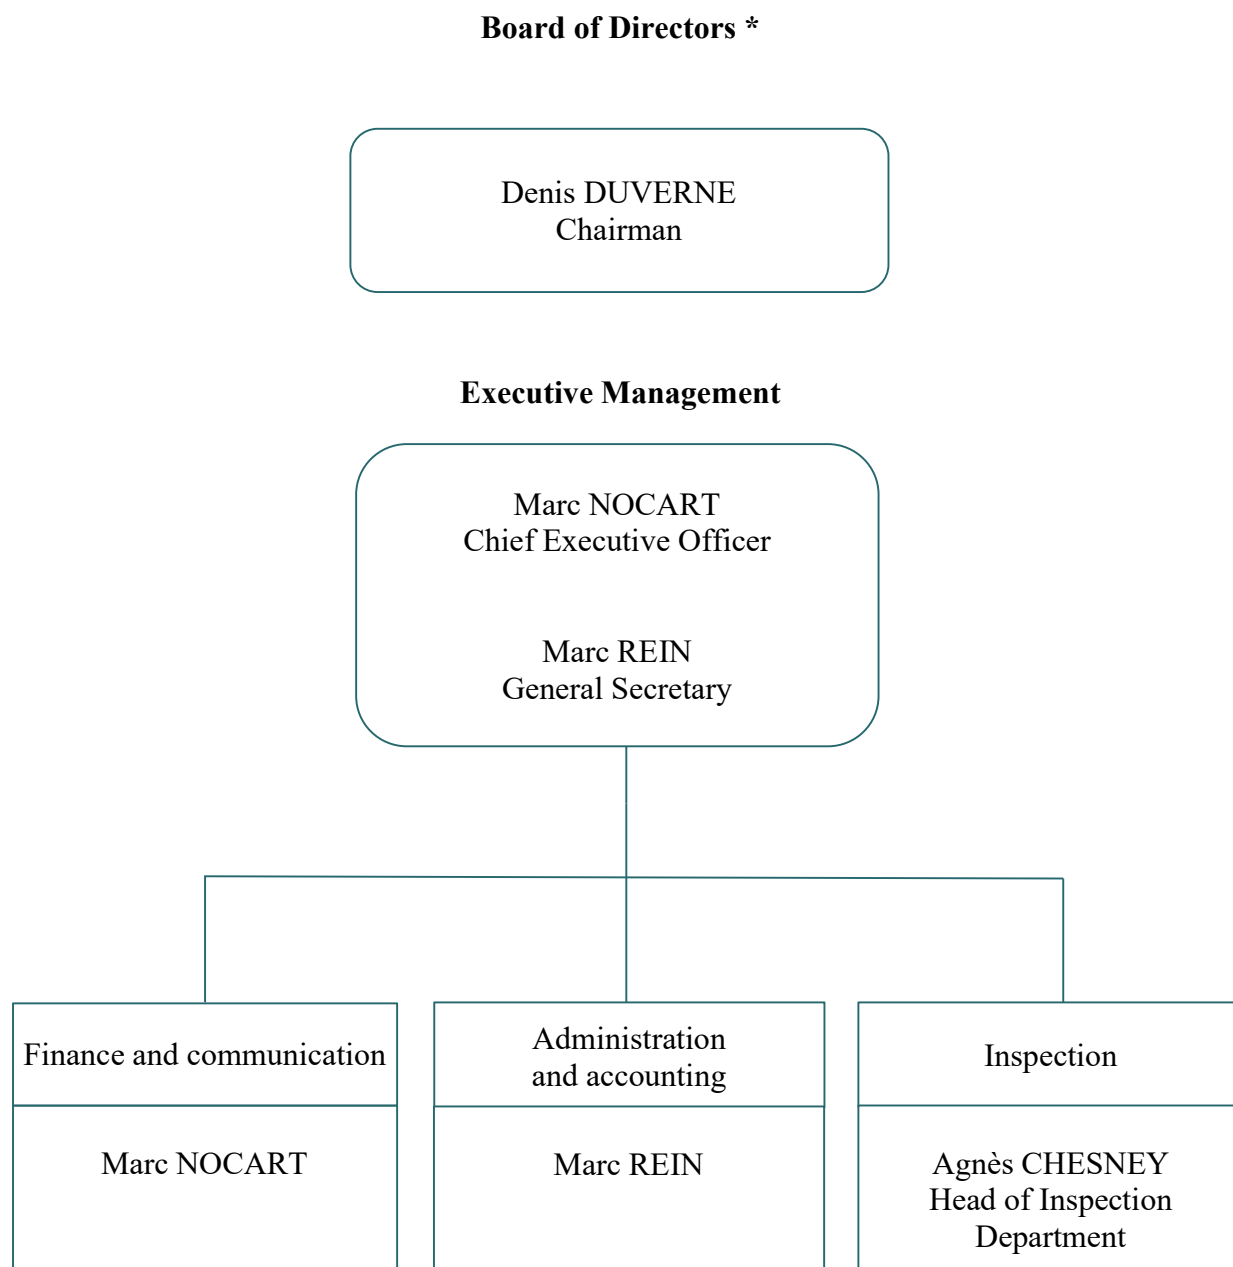 Board of Directors *
Denis DUVERNE
Chairman
Executive Management
Marc NOCART
Chief Executive Officer
Marc REIN
General Secretary
Finance and communication
Marc NOCART
Administration
and accounting
Marc REIN
Inspection
Agnès CHESNEY
Head of Inspection
Department